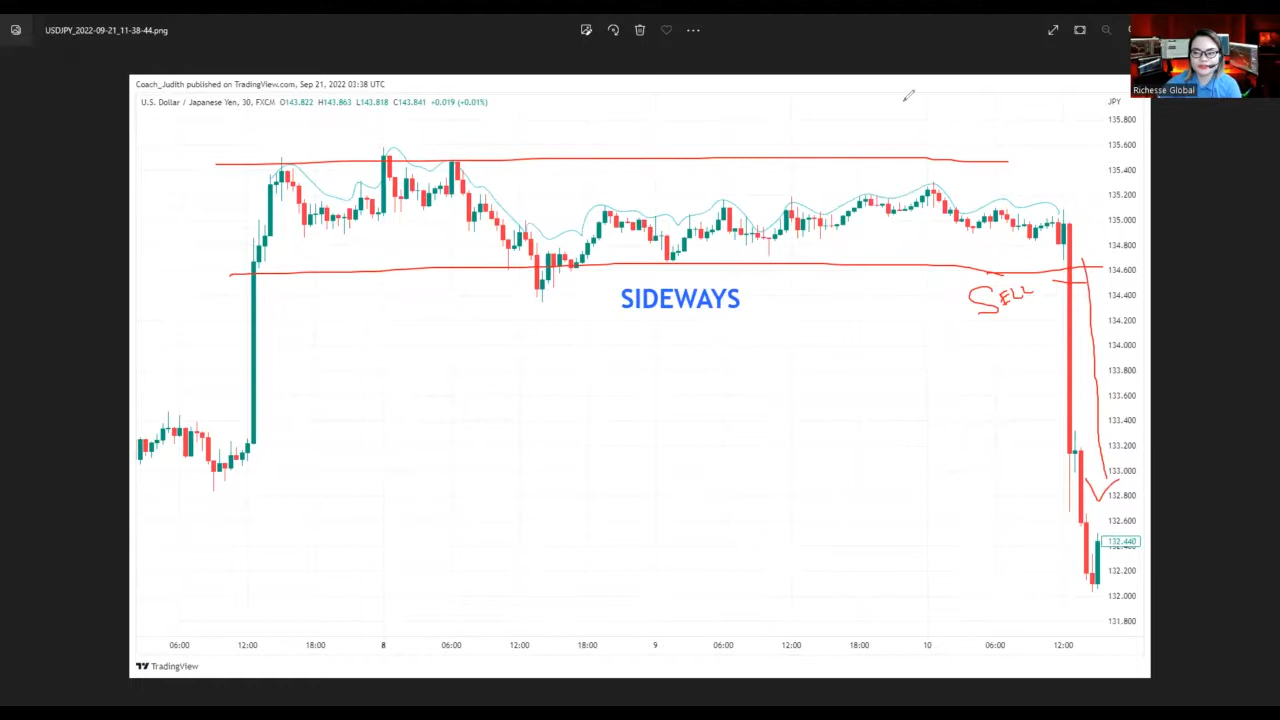 USDJPY_2022-09-21_11-38-44.png
Richesse Global
Coach_Judith published on TradingView.com, Sep 21, 2022 03:38 UTC
U.S. Dollar / Japanese Yen, 30, FXCM O143.822 H143.863 L143.818 C143.841 +0.019 (+0.01%)
JPY
135.800
135.600
135.400
135.200
135.000
134.800
134.600
134.400
134.200
134.000
133.800
133.600
133.400
133.200
133.000
132.800
132.600
132.440
132.200
132.000
131.800
SIDEWAYS
SELL
06:00 12:00 18:00 8 06:00 12:00 18:00 9 06:00 12:00 18:00 10 06:00 12:00
TradingView